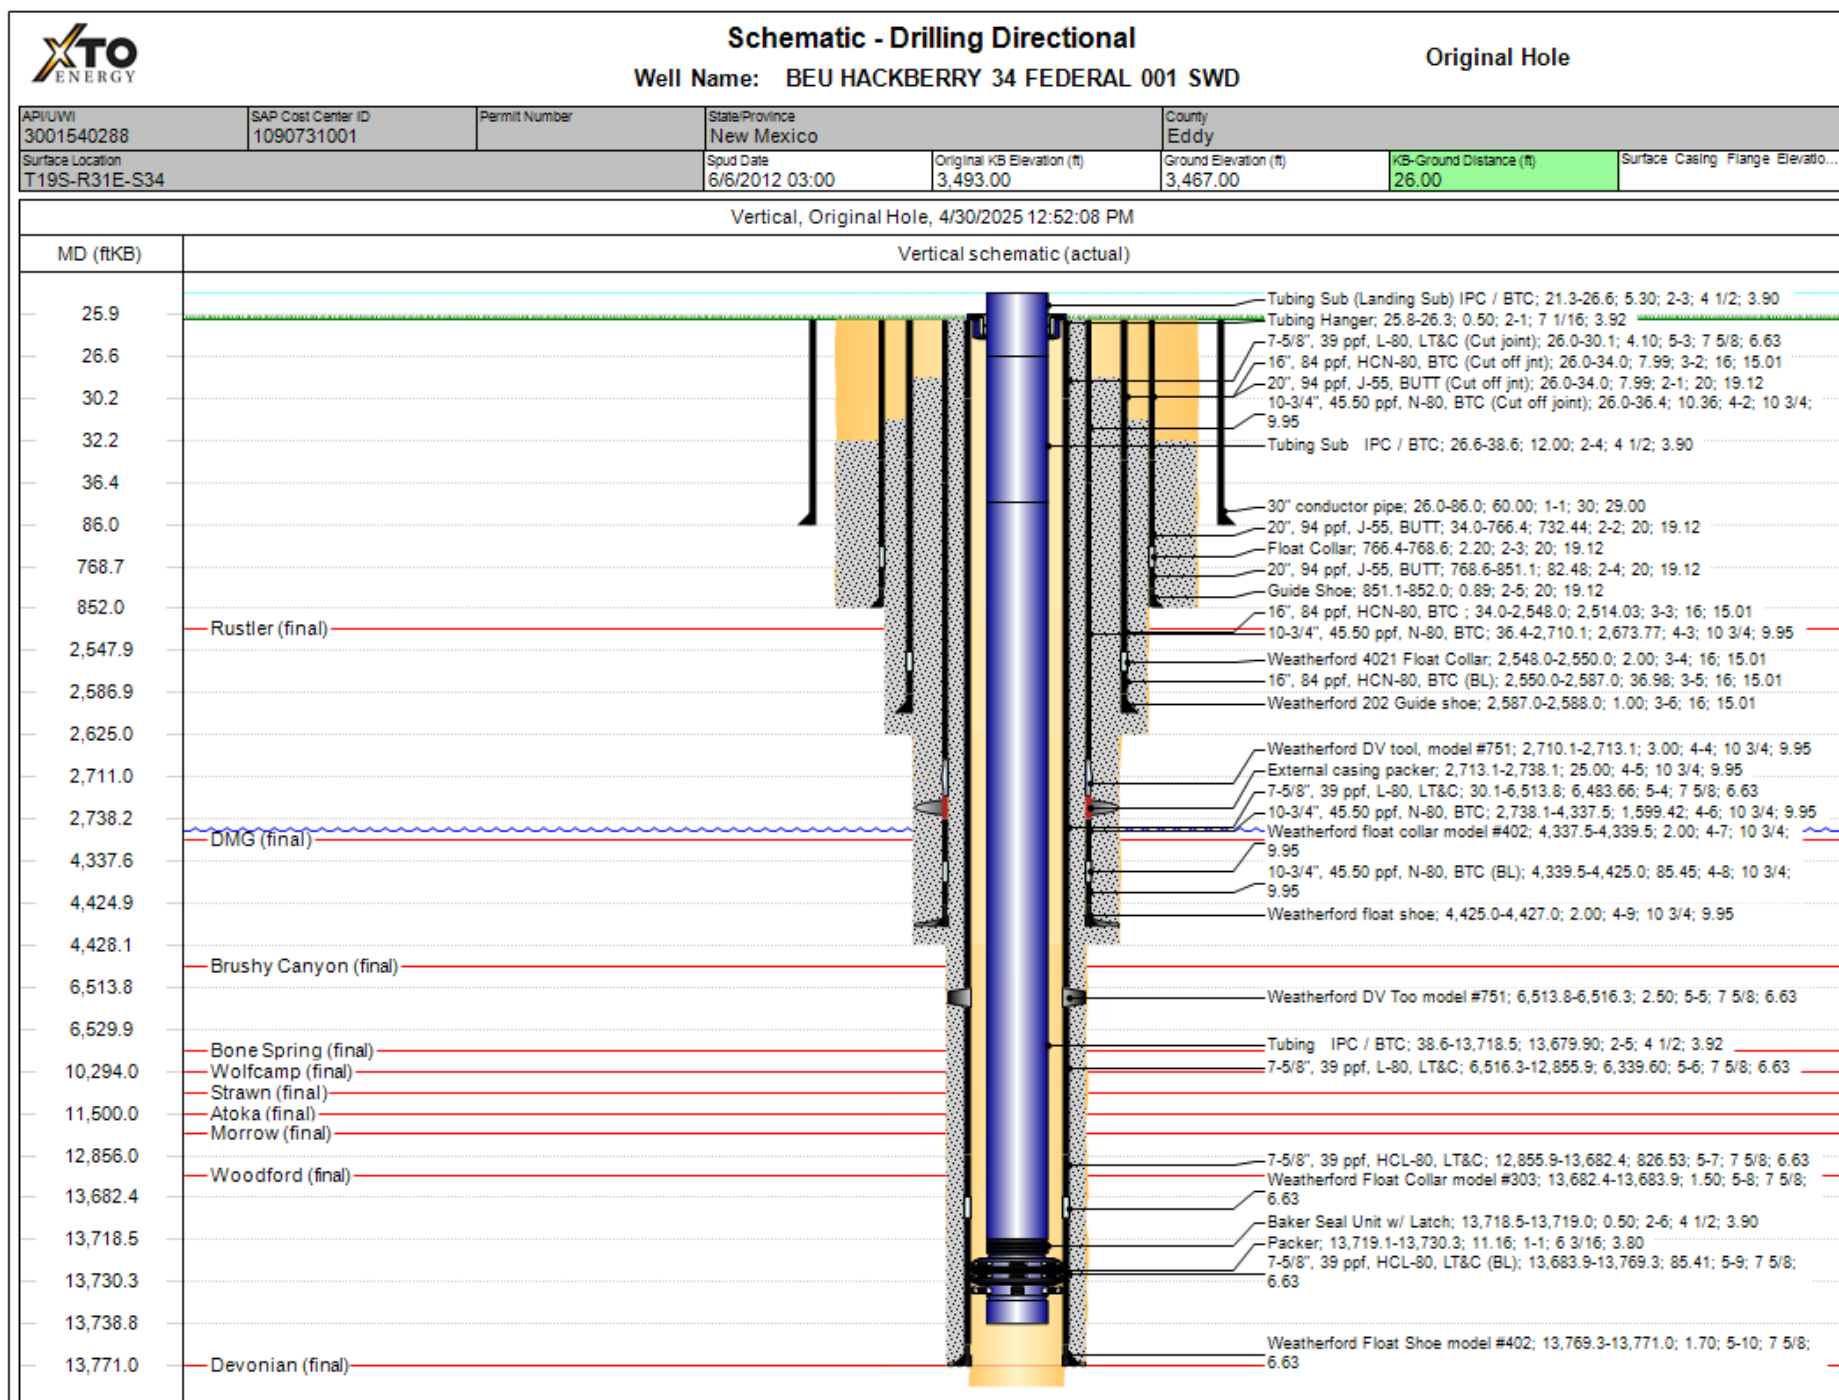 XTO
ENERGY
Schematic - Drilling Directional
Well Name: BEU HACKBERRY 34 FEDERAL 001 SWD
Original Hole
API/UWI
3001540288
SAP Cost Center ID
1090731001
Permit Number
State/Province
New Mexico
County
Eddy
Surface Location
T19S-R31E-S34
Spud Date
6/6/2012 03:00
Original KB Elevation (ft)
3,493.00
Ground Elevation (ft)
3,467.00
KB-Ground Distance (ft)
26.00
Surface Casing Flange Elevatio...
Vertical, Original Hole, 4/30/2025 12:52:08 PM
MD (ftKB)
Vertical schematic (actual)
25.9
26.6
30.2
32.2
36.4
86.0
768.7
852.0
2,547.9
2,586.9
2,625.0
2,711.0
2,738.2
4,337.6
4,424.9
4,428.1
6,513.8
6,529.9
10,294.0
11,500.0
12,856.0
13,682.4
13,718.5
13,730.3
13,738.8
13,771.0
Rustler (final)
DMG (final)
Brushy Canyon (final)
Bone Spring (final)
Wolfcamp (final)
Strawn (final)
Atoka (final)
Morrow (final)
Woodford (final)
Devonian (final)
Tubing Sub (Landing Sub) IPC / BTC; 21.3-26.6; 5.30; 2-3; 4 1/2; 3.90
Tubing Hanger; 25.8-26.3; 0.50; 2-1; 7 1/16; 3.92
7-5/8", 39 ppf, L-80, LT&C (Cut joint); 26.0-30.1; 4.10; 5-3; 7 5/8; 6.63
16", 84 ppf, HCN-80, BTC (Cut off jnt); 26.0-34.0; 7.99; 3-2; 16; 15.01
20", 94 ppf, J-55, BUTT (Cut off jnt); 26.0-34.0; 7.99; 2-1; 20; 19.12
10-3/4", 45.50 ppf, N-80, BTC (Cut off joint); 26.0-36.4; 10.36; 4-2; 10 3/4;
9.95
Tubing Sub IPC / BTC; 26.6-38.6; 12.00; 2-4; 4 1/2; 3.90
30" conductor pipe; 26.0-86.0; 60.00; 1-1; 30; 29.00
20", 94 ppf, J-55, BUTT; 34.0-766.4; 732.44; 2-2; 20; 19.12
Float Collar; 766.4-768.6; 2.20; 2-3; 20; 19.12
20", 94 ppf, J-55, BUTT; 768.6-851.1; 82.48; 2-4; 20; 19.12
Guide Shoe; 851.1-852.0; 0.89; 2-5; 20; 19.12
16", 84 ppf, HCN-80, BTC ; 34.0-2,548.0; 2,514.03; 3-3; 16; 15.01
10-3/4", 45.50 ppf, N-80, BTC; 36.4-2,710.1; 2,673.77; 4-3; 10 3/4; 9.95
Weatherford 4021 Float Collar; 2,548.0-2,550.0; 2.00; 3-4; 16; 15.01
16", 84 ppf, HCN-80, BTC (BL); 2,550.0-2,587.0; 36.98; 3-5; 16; 15.01
Weatherford 202 Guide shoe; 2,587.0-2,588.0; 1.00; 3-6; 16; 15.01
Weatherford DV tool, model #751; 2,710.1-2,713.1; 3.00; 4-4; 10 3/4; 9.95
External casing packer; 2,713.1-2,738.1; 25.00; 4-5; 10 3/4; 9.95
7-5/8", 39 ppf, L-80, LT&C; 30.1-6,513.8; 6,483.66; 5-4; 7 5/8; 6.63
10-3/4", 45.50 ppf, N-80, BTC; 2,738.1-4,337.5; 1,599.42; 4-6; 10 3/4; 9.95
Weatherford float collar model #402; 4,337.5-4,339.5; 2.00; 4-7; 10 3/4;
9.95
10-3/4", 45.50 ppf, N-80, BTC (BL); 4,339.5-4,425.0; 85.45; 4-8; 10 3/4;
9.95
Weatherford float shoe; 4,425.0-4,427.0; 2.00; 4-9; 10 3/4; 9.95
Weatherford DV Too model #751; 6,513.8-6,516.3; 2.50; 5-5; 7 5/8; 6.63
Tubing IPC / BTC; 38.6-13,718.5; 13,679.90; 2-5; 4 1/2; 3.92
7-5/8", 39 ppf, L-80, LT&C; 6,516.3-12,855.9; 6,339.60; 5-6; 7 5/8; 6.63
7-5/8", 39 ppf, HCL-80, LT&C; 12,855.9-13,682.4; 826.53; 5-7; 7 5/8; 6.63
Weatherford Float Collar model #303; 13,682.4-13,683.9; 1.50; 5-8; 7 5/8;
6.63
Baker Seal Unit w/ Latch; 13,718.5-13,719.0; 0.50; 2-6; 4 1/2; 3.90
Packer; 13,719.1-13,730.3; 11.16; 1-1; 6 3/16; 3.80
7-5/8", 39 ppf, HCL-80, LT&C (BL); 13,683.9-13,769.3; 85.41; 5-9; 7 5/8;
6.63
Weatherford Float Shoe model #402; 13,769.3-13,771.0; 1.70; 5-10; 7 5/8;
6.63